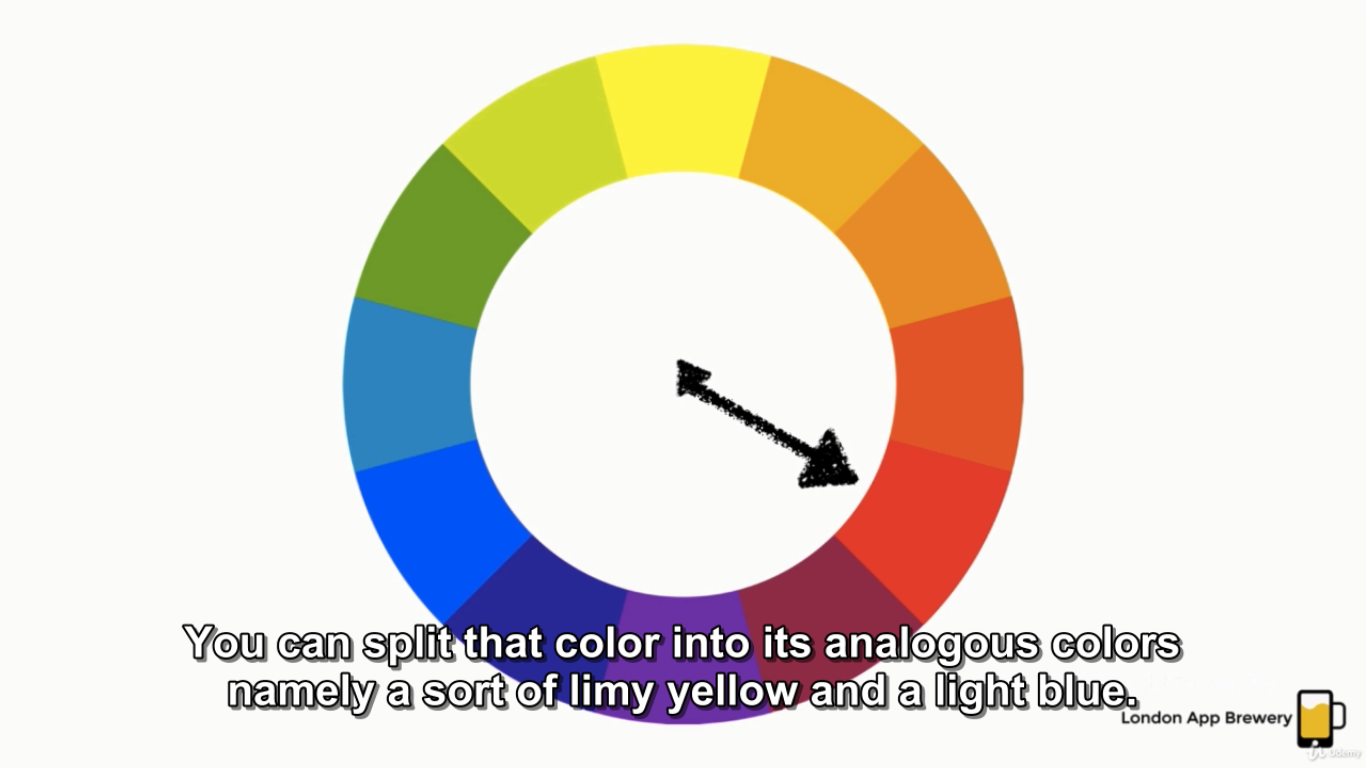 You can split that color into its analogous colors
namely a sort of limy yellow and a light blue.
London App Brewery
Udemy